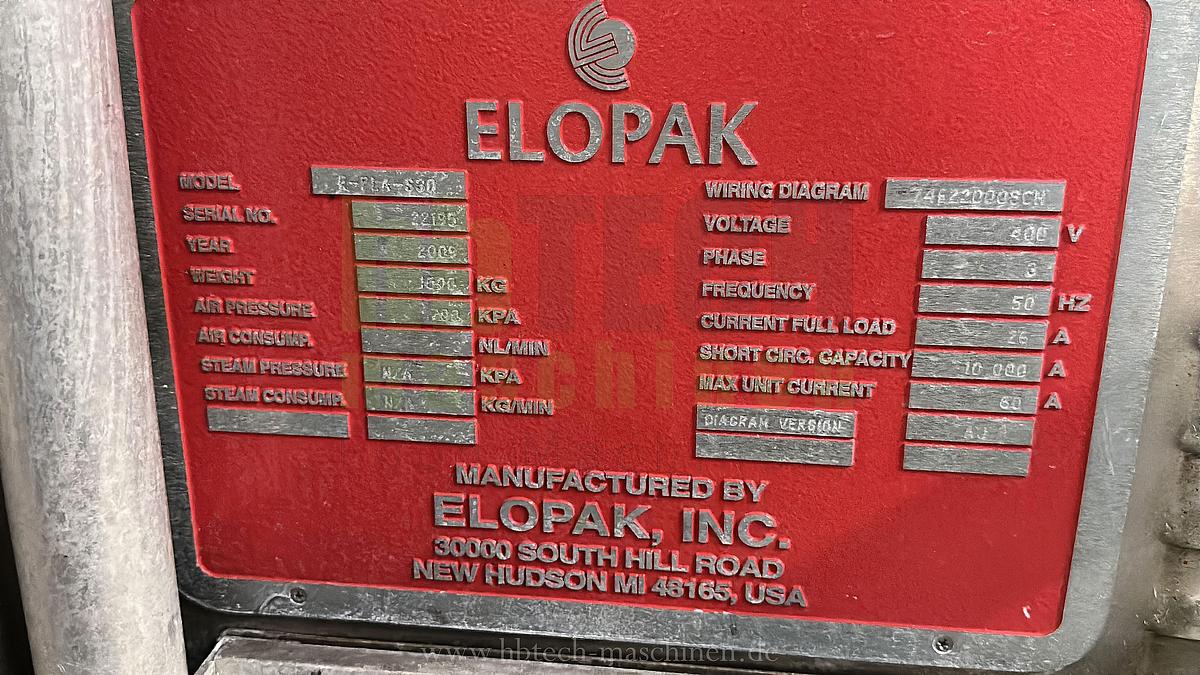 ELOPAK
MODEL
SERIAL NO. 22195
YEAR 2009
WEIGHT KG
AIR PRESSURE KPA
AIR CONSUMP. NL/MIN
STEAM PRESSURE N/A KPA
STEAM CONSUMP. N/A KG/MIN
WIRING DIAGRAM
VOLTAGE 400 V
PHASE 3
FREQUENCY 50 HZ
CURRENT FULL LOAD 26 A
SHORT CIRC. CAPACITY 10 000 A
MAX UNIT CURRENT 60 A
DIAGRAM VERSION
MANUFACTURED BY
ELOPAK, INC.
30000 SOUTH HILL ROAD
NEW HUDSON MI 48165, USA
www.hbtech-maschinen.de